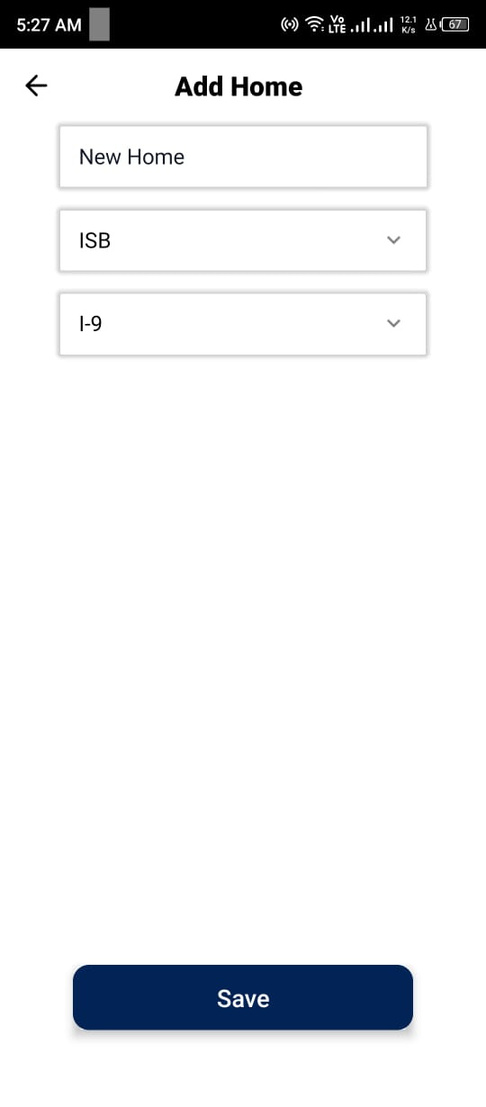 5:27 AM
Vo
LTE
12.1
K/s
67
Add Home
New Home
ISB
I-9
Save